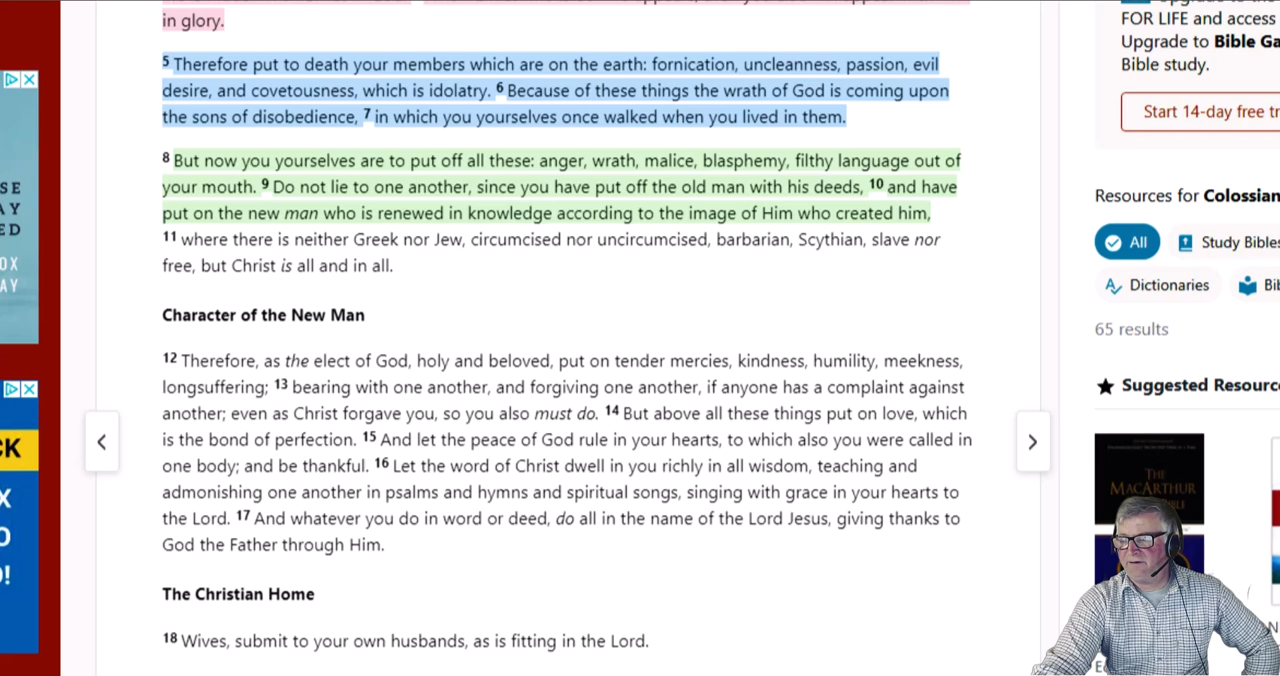 in glory.
5 Therefore put to death your members which are on the earth: fornication, uncleanness, passion, evil
desire, and covetousness, which is idolatry. 6 Because of these things the wrath of God is coming upon
the sons of disobedience, 7 in which you yourselves once walked when you lived in them.
8 But now you yourselves are to put off all these: anger, wrath, malice, blasphemy, filthy language out of
your mouth. 9 Do not lie to one another, since you have put off the old man with his deeds, 10 and have
put on the new man who is renewed in knowledge according to the image of Him who created him,
11 where there is neither Greek nor Jew, circumcised nor uncircumcised, barbarian, Scythian, slave nor
free, but Christ is all and in all.
Character of the New Man
12 Therefore, as the elect of God, holy and beloved, put on tender mercies, kindness, humility, meekness,
longsuffering; 13 bearing with one another, and forgiving one another, if anyone has a complaint against
another; even as Christ forgave you, so you also must do. 14 But above all these things put on love, which
is the bond of perfection. 15 And let the peace of God rule in your hearts, to which also you were called in
one body; and be thankful. 16 Let the word of Christ dwell in you richly in all wisdom, teaching and
admonishing one another in psalms and hymns and spiritual songs, singing with grace in your hearts to
the Lord. 17 And whatever you do in word or deed, do all in the name of the Lord Jesus, giving thanks to
God the Father through Him.
The Christian Home
18 Wives, submit to your own husbands, as is fitting in the Lord.
FOR LIFE and access
Upgrade to Bible Ga
Bible study.
Start 14-day free tr
Resources for Colossian
All
Study Bibles
Dictionaries
Bib
65 results
Suggested Resourc
THE
MACARTHUR
SE
AY
ED
OX
AY
CK
X
O
!